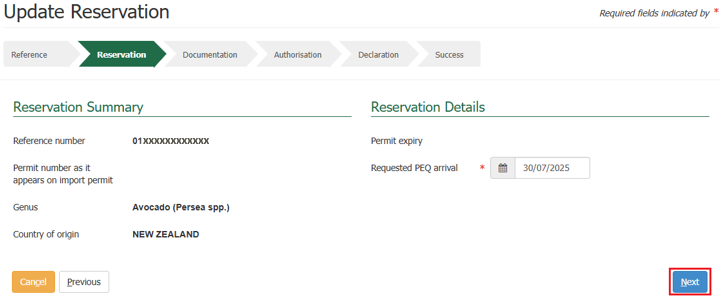 Update Reservation
Required fields indicated by *
Reference
Reservation
Documentation
Authorisation
Declaration
Success
Reservation Summary
Reference number 01XXXXXXXXXXXX
Permit number as it
appears on import permit
Genus Avocado (Persea spp.)
Country of origin NEW ZEALAND
Reservation Details
Permit expiry
Requested PEQ arrival * 30/07/2025
Cancel
Previous
Next